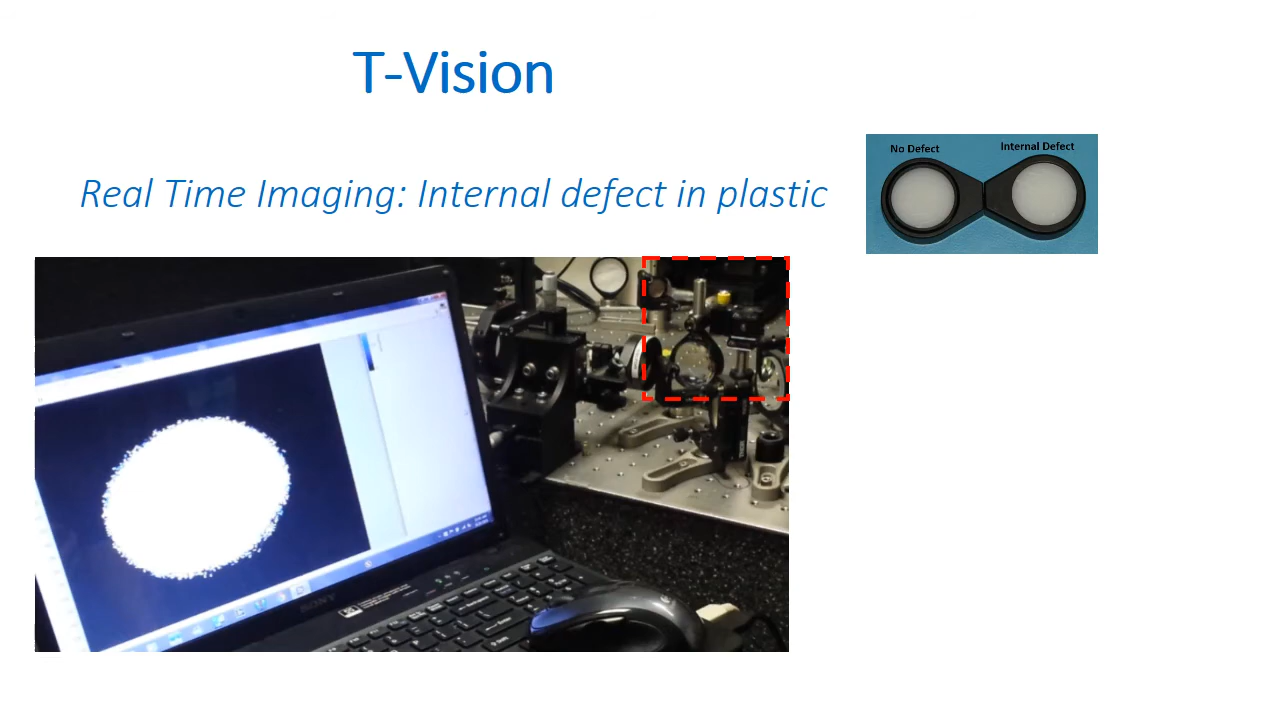 T-Vision
No Defect
Internal Defect
Real Time Imaging: Internal defect in plastic
SONY